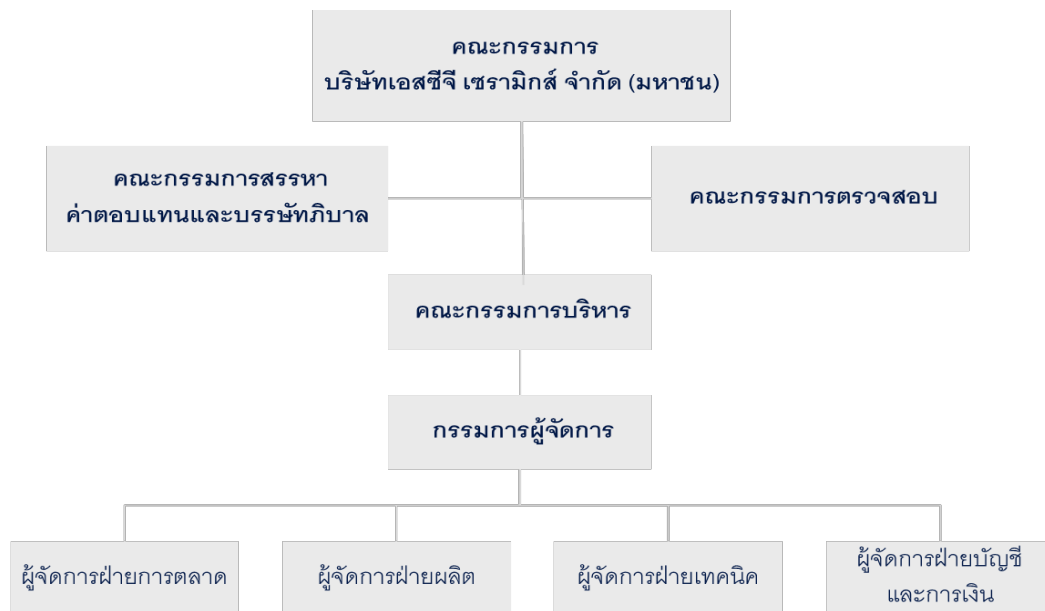 คณะกรรมการ
บริษัทเอสซีจี เซรามิกส์ จำกัด (มหาชน)
คณะกรรมการสรรหา
ค่าตอบแทนและบรรษัทภิบาล
คณะกรรมการตรวจสอบ
คณะกรรมการบริหาร
กรรมการผู้จัดการ
ผู้จัดการฝ่ายการตลาด
ผู้จัดการฝ่ายผลิต
ผู้จัดการฝ่ายเทคนิค
ผู้จัดการฝ่ายบัญชี
และการเงิน